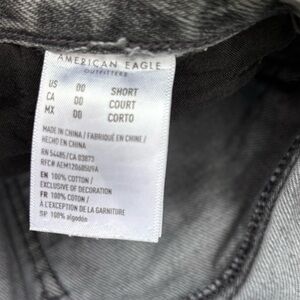 AMERICAN EAGLE
OUTFITTERS
US 00 SHORT
CA 00 COURT
MX 00 CORTO
MADE IN CHINA / FABRIQUÉ EN CHINE /
HECHO EN CHINA
RN 54485/CA 03873
RFC# AEM120685U9A
EN 100% COTTON /
EXCLUSIVE OF DECORATION
FR 100% COTON /
À L'EXCEPTION DE LA GARNITURE
SP 100% algodón